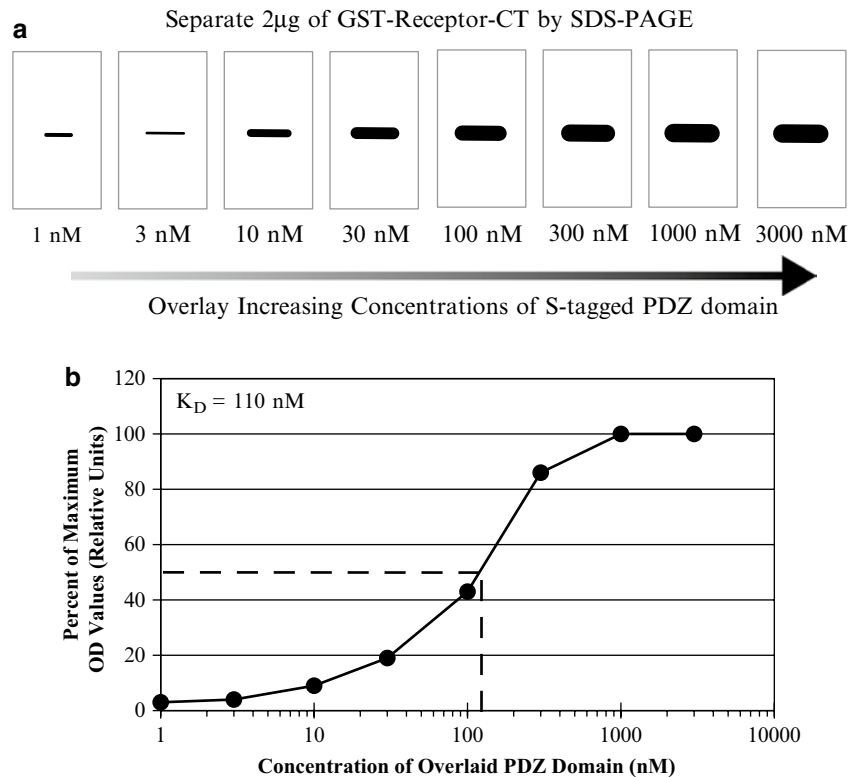 a
Separate 2μg of GST-Receptor-CT by SDS-PAGE
1 nM 3 nM 10 nM 30 nM 100 nM 300 nM 1000 nM 3000 nM
Overlay Increasing Concentrations of S-tagged PDZ domain
b
K_D = 110 nM
Percent of Maximum
OD Values (Relative Units)
120
100
80
60
40
20
0
1 10 100 1000 10000
Concentration of Overlaid PDZ Domain (nM)